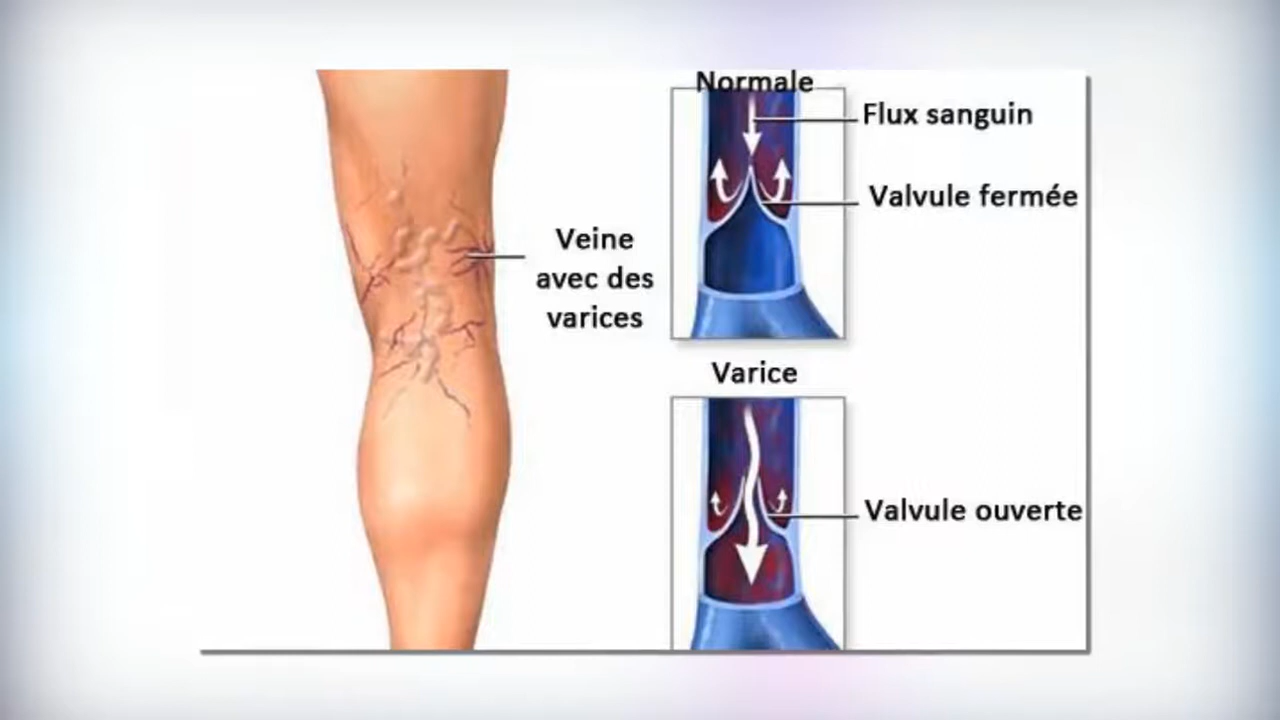 Normale
Flux sanguin
Valvule fermée
Veine
avec des
varices
Varice
Valvule ouverte